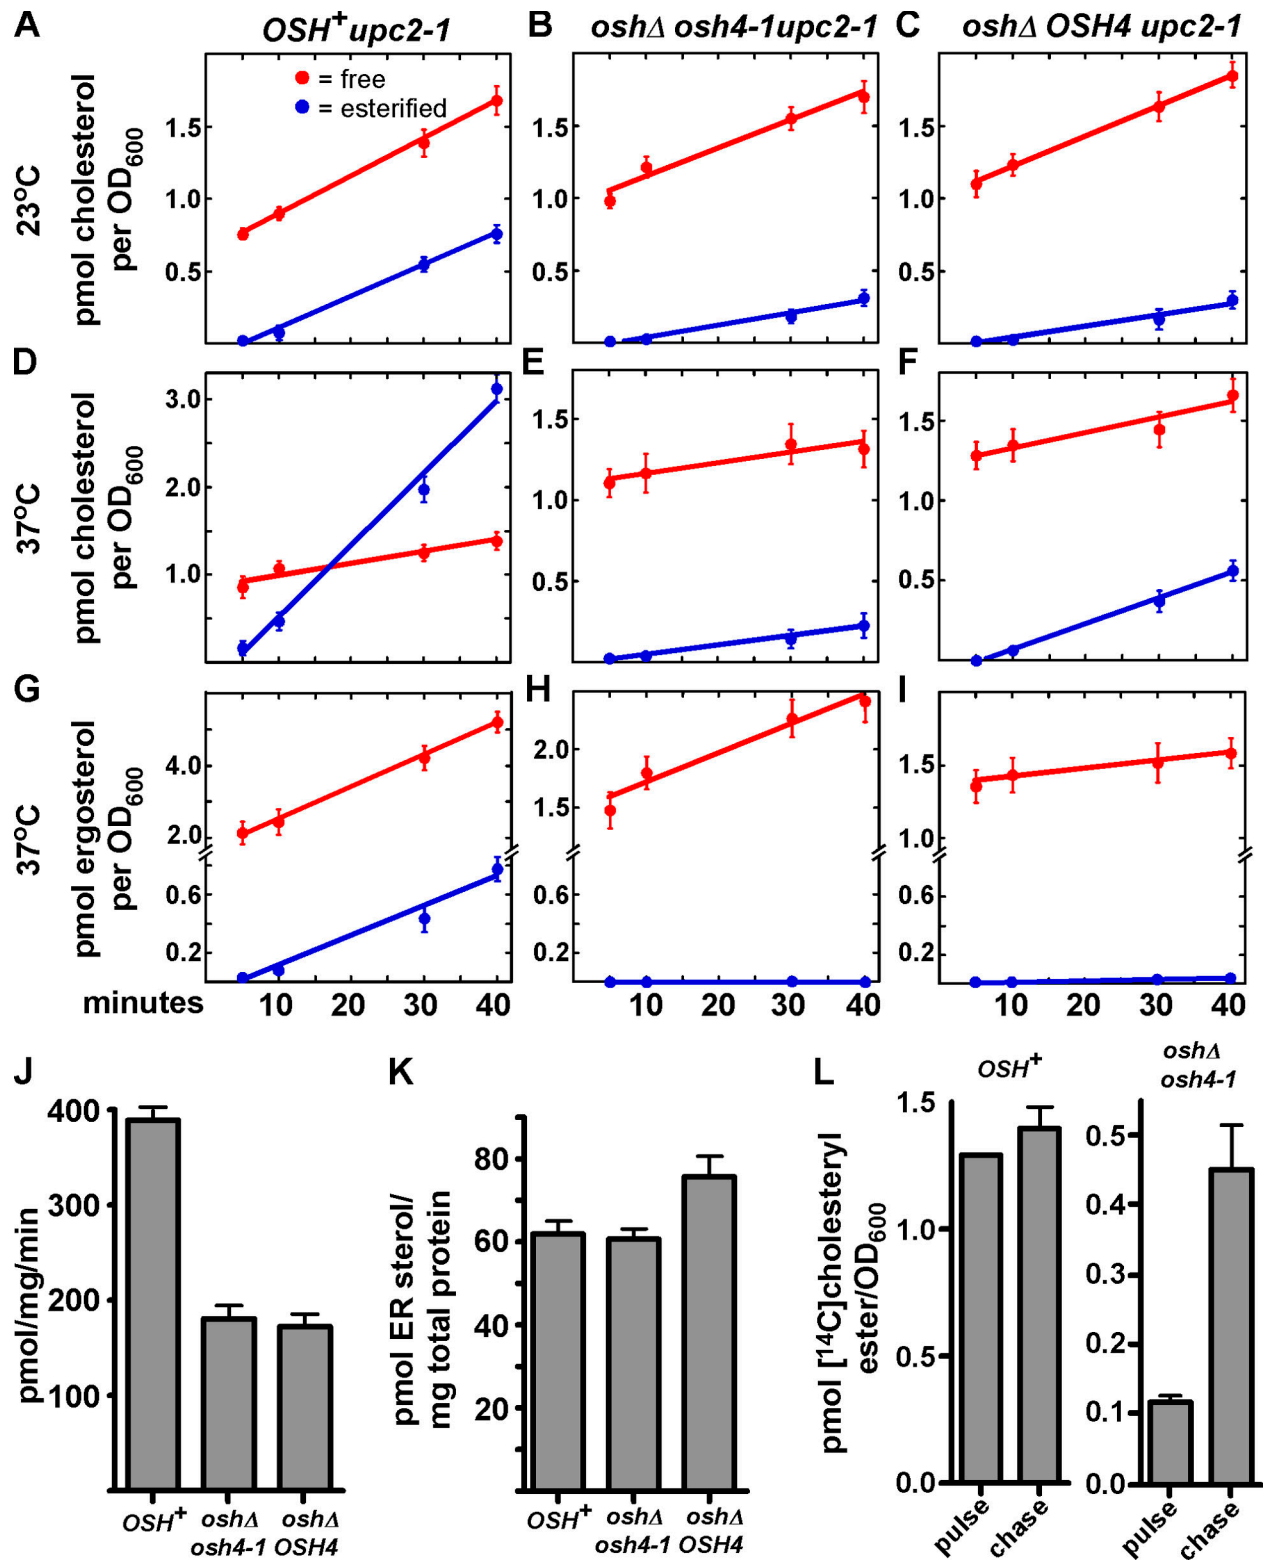 A
OSH⁺upc2-1
B
oshΔ osh4-1upc2-1
C
oshΔ OSH4 upc2-1
= free
= esterified
23°C
pmol cholesterol
per OD₆₀₀
1.5
1.0
0.5
1.5
1.0
0.5
1.5
1.0
0.5
D
E
F
37°C
pmol cholesterol
per OD₆₀₀
3.0
2.0
1.0
1.5
1.0
0.5
1.5
1.0
0.5
G
H
I
37°C
pmol ergosterol
per OD₆₀₀
4.0
2.0
0.6
0.2
2.0
1.5
0.6
0.2
1.5
1.0
0.6
0.2
minutes
10 20 30 40
10 20 30 40
10 20 30 40
J
pmol/mg/min
400
300
200
100
OSH⁺
oshΔ
osh4-1
oshΔ
OSH4
K
pmol ER sterol/
mg total protein
80
60
40
20
OSH⁺
oshΔ
osh4-1
oshΔ
OSH4
L
OSH⁺
oshΔ
osh4-1
pmol [¹⁴C]cholesteryl
ester/OD₆₀₀
1.5
1.0
0.5
0.0
pulse
chase
0.5
0.4
0.3
0.2
0.1
0.0
pulse
chase